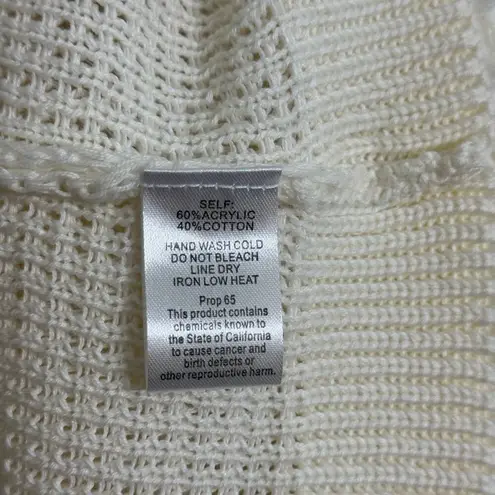 SELF:
60%ACRYLIC
40%COTTON
HAND WASH COLD
DO NOT BLEACH
LINE DRY
IRON LOW HEAT
Prop 65
This product contains
chemicals known to
the State of California
to cause cancer and
birth defects or
other reproductive harm.